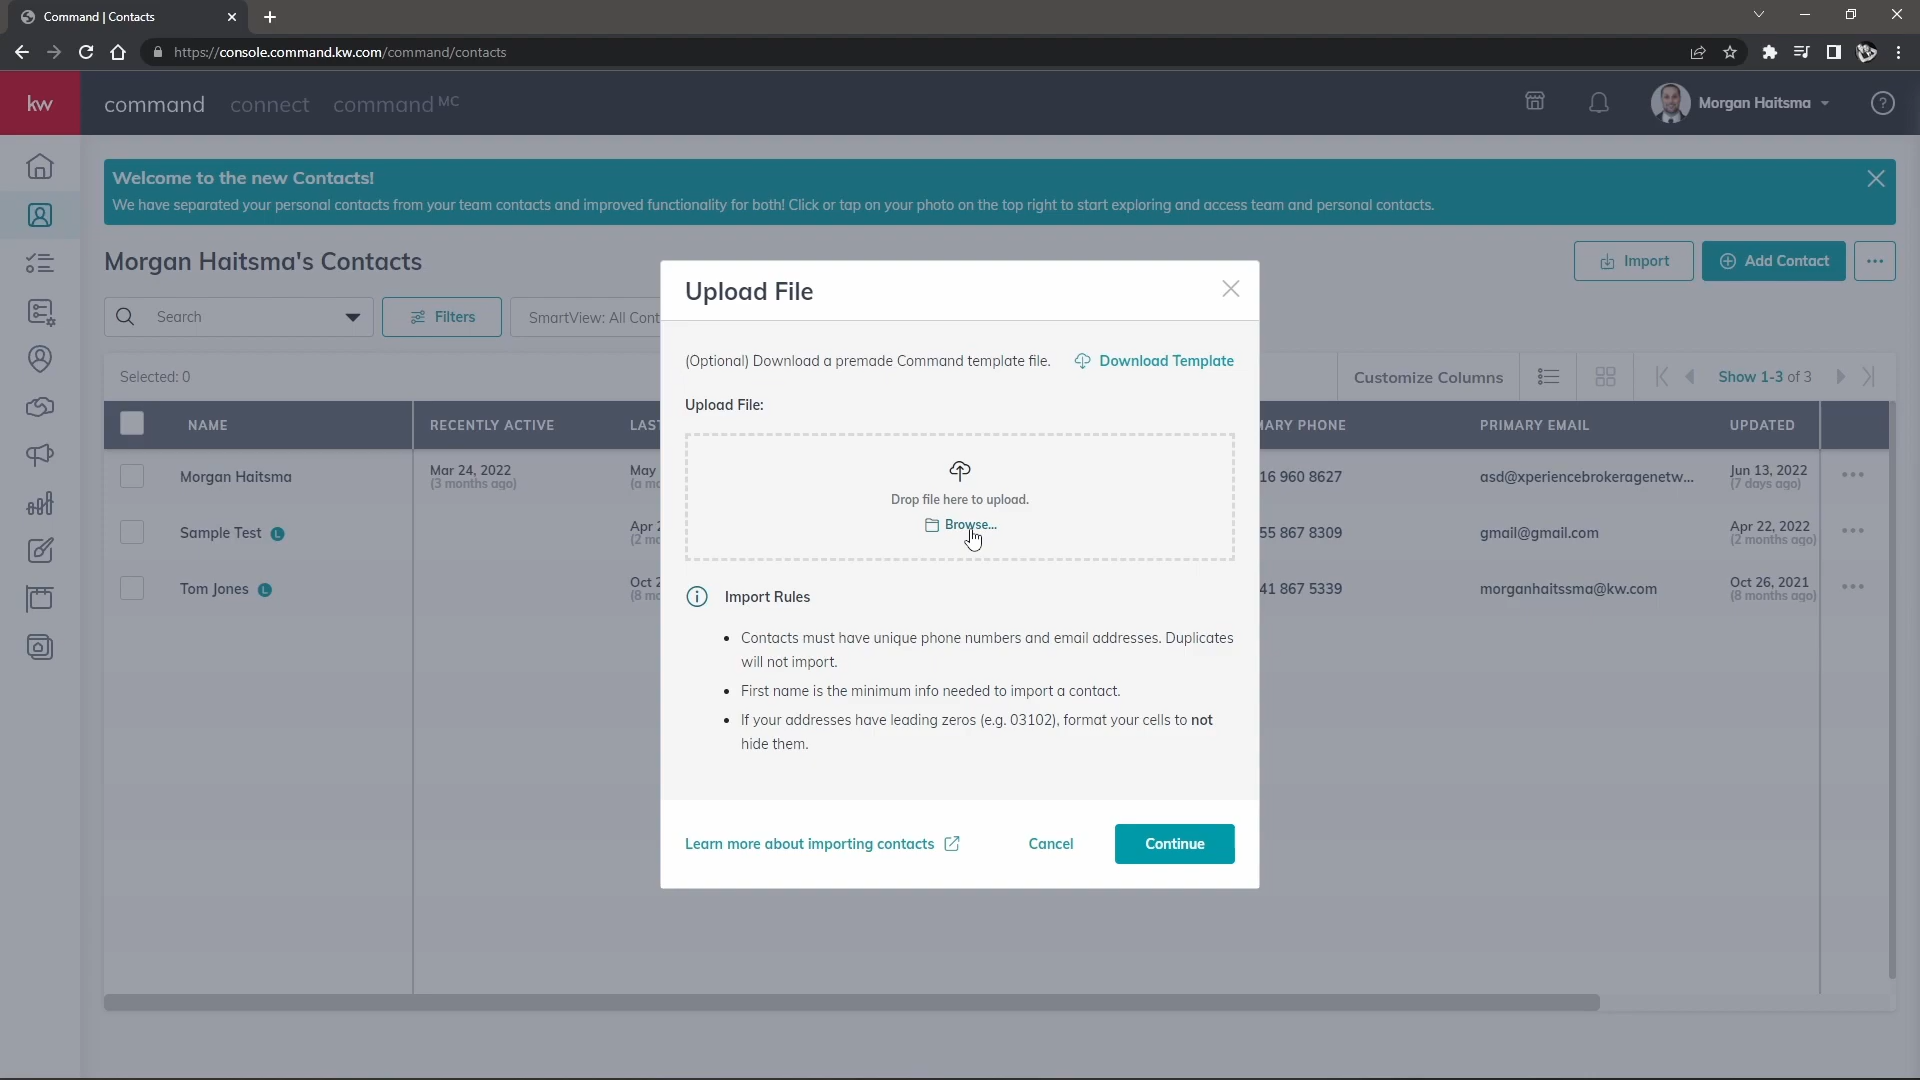 Command | Contacts
https://console.command.kw.com/command/contacts
kw
command connect command MC
Morgan Haitsma
Welcome to the new Contacts!
We have separated your personal contacts from your team contacts and improved functionality for both! Click or tap on your photo on the top right to start exploring and access team and personal contacts.
Morgan Haitsma's Contacts
Import
Add Contact
Search
Filters
SmartView: All Cont
Selected: 0
Customize Columns
Show 1-3 of 3
NAME RECENTLY ACTIVE LAST MARY PHONE PRIMARY EMAIL UPDATED
Morgan Haitsma Mar 24, 2022 May 16 960 8627 asd@xperiencebrokeragenetw... Jun 13, 2022
(3 months ago) (a mo (7 days ago)
Sample Test L Apr 2 55 867 8309 gmail@gmail.com Apr 22, 2022
(2 mo (2 months ago)
Tom Jones L Oct 2 41 867 5339 morganhaitssma@kw.com Oct 26, 2021
(8 mo (8 months ago)
Upload File
(Optional) Download a premade Command template file.
Download Template
Upload File:
Drop file here to upload.
Browse...
Import Rules
• Contacts must have unique phone numbers and email addresses. Duplicates
will not import.
• First name is the minimum info needed to import a contact.
• If your addresses have leading zeros (e.g. 03102), format your cells to not
hide them.
Learn more about importing contacts
Cancel
Continue